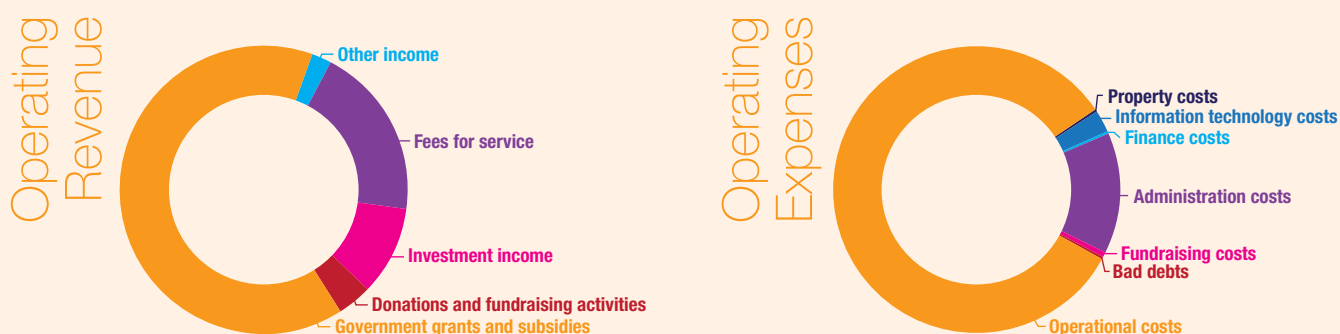 Operating
Revenue
Other income
Fees for service
Investment income
Donations and fundraising activities
Government grants and subsidies
Operating
Expenses
Property costs
Information technology costs
Finance costs
Administration costs
Fundraising costs
Bad debts
Operational costs